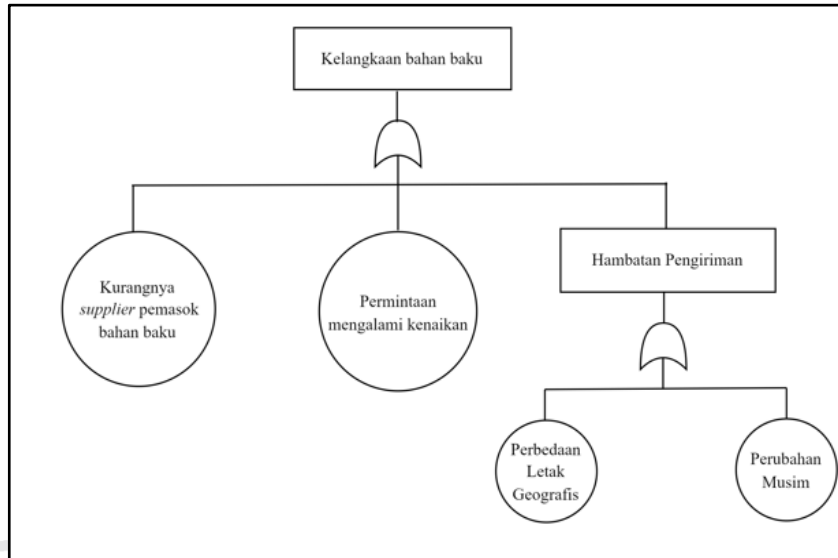 Kelangkaan bahan baku
Kurangnya
supplier pemasok
bahan baku
Permintaan
mengalami kenaikan
Hambatan Pengiriman
Perbedaan
Letak
Geografis
Perubahan
Musim